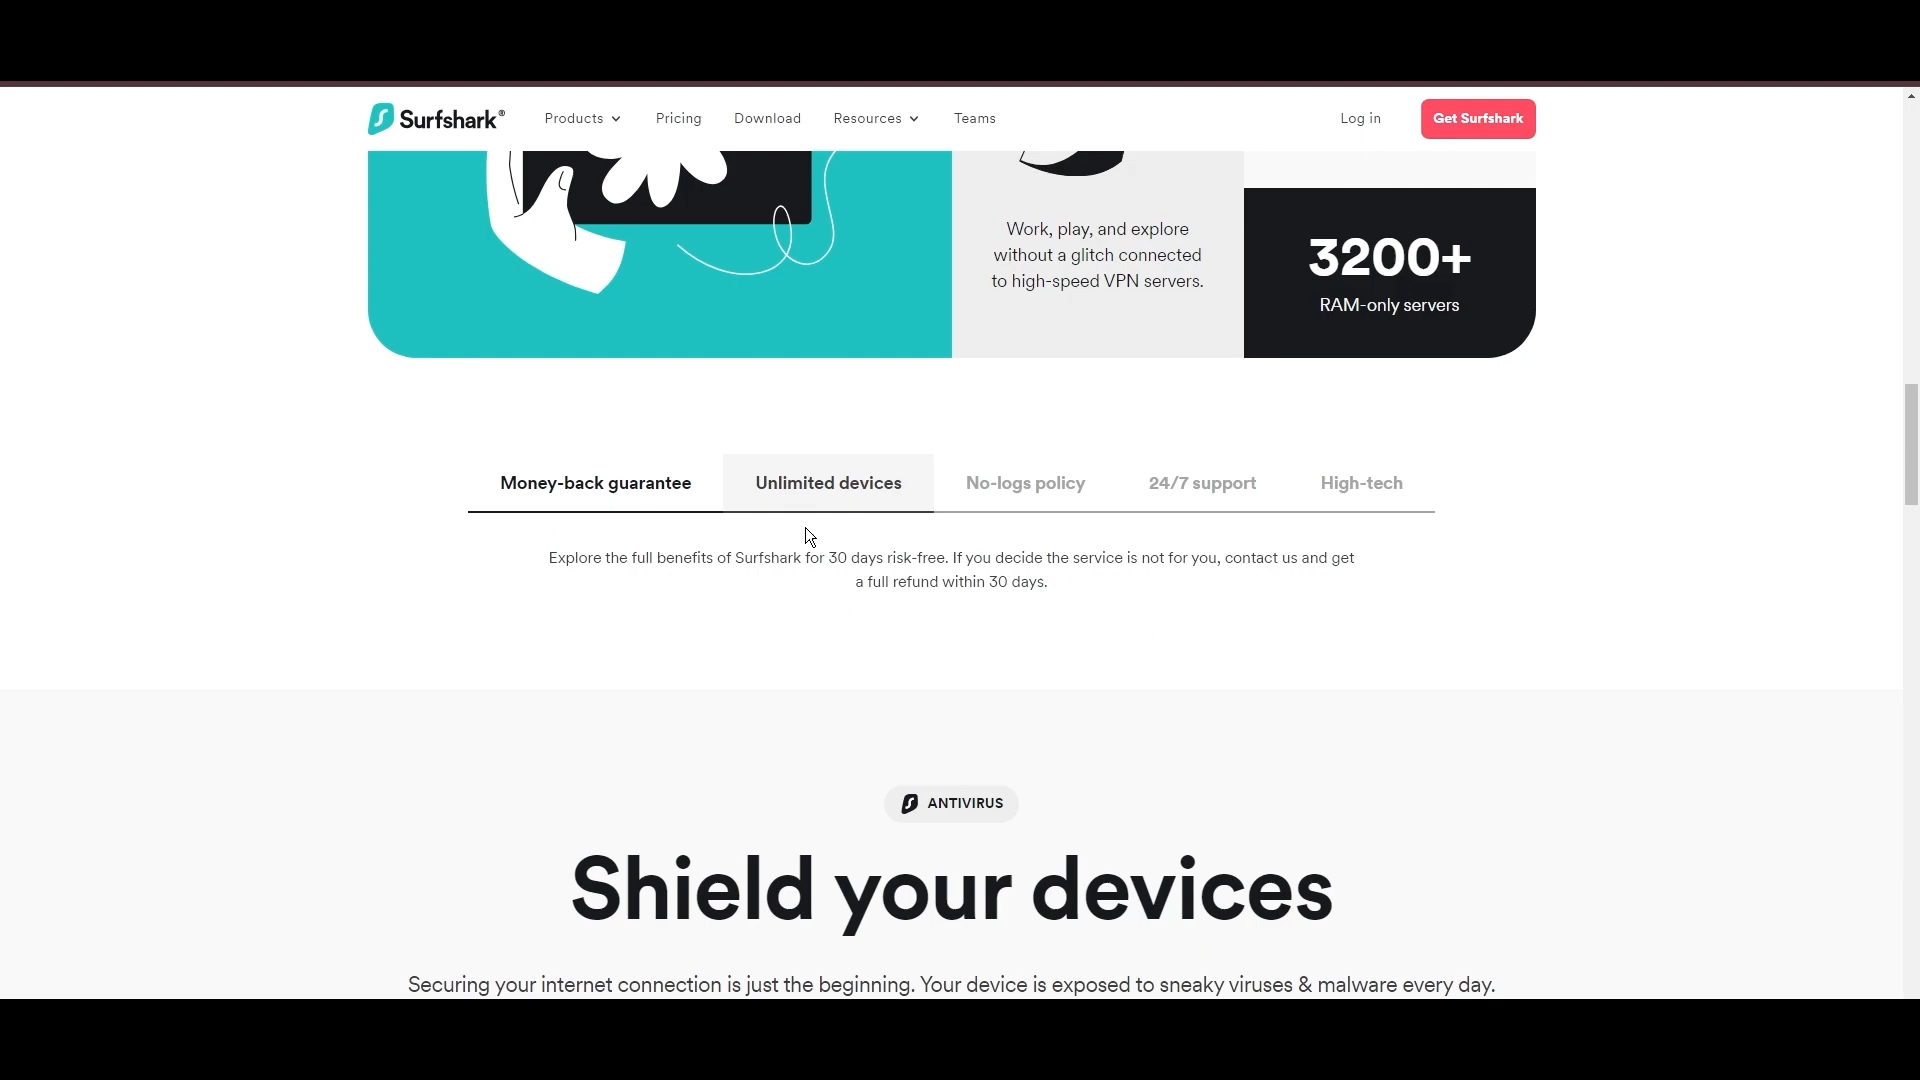 Surfshark®
Products
Pricing
Download
Resources
Teams
Log in
Get Surfshark
Work, play, and explore
without a glitch connected
to high-speed VPN servers.
3200+
RAM-only servers
Money-back guarantee
Unlimited devices
No-logs policy
24/7 support
High-tech
Explore the full benefits of Surfshark for 30 days risk-free. If you decide the service is not for you, contact us and get
a full refund within 30 days.
ANTIVIRUS
Shield your devices
Securing your internet connection is just the beginning. Your device is exposed to sneaky viruses & malware every day.